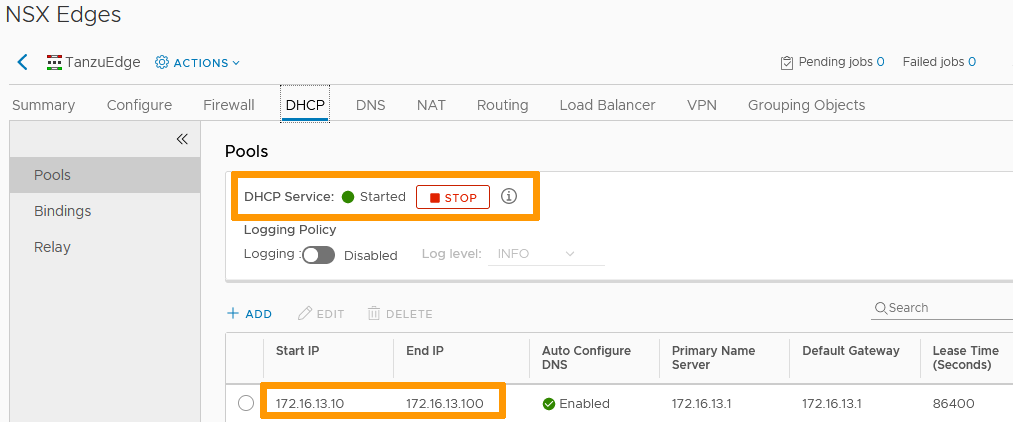 NSX Edges
TanzuEdge ACTIONS Pending jobs 0 Failed jobs 0
Summary Configure Firewall DHCP DNS NAT Routing Load Balancer VPN Grouping Objects
Pools
Bindings
Relay
Pools
DHCP Service: Started STOP
Logging Policy
Logging : Disabled Log level: INFO
ADD EDIT DELETE Search
Start IP End IP Auto Configure DNS Primary Name Server Default Gateway Lease Time (Seconds)
172.16.13.10 172.16.13.100 Enabled 172.16.13.1 172.16.13.1 86400